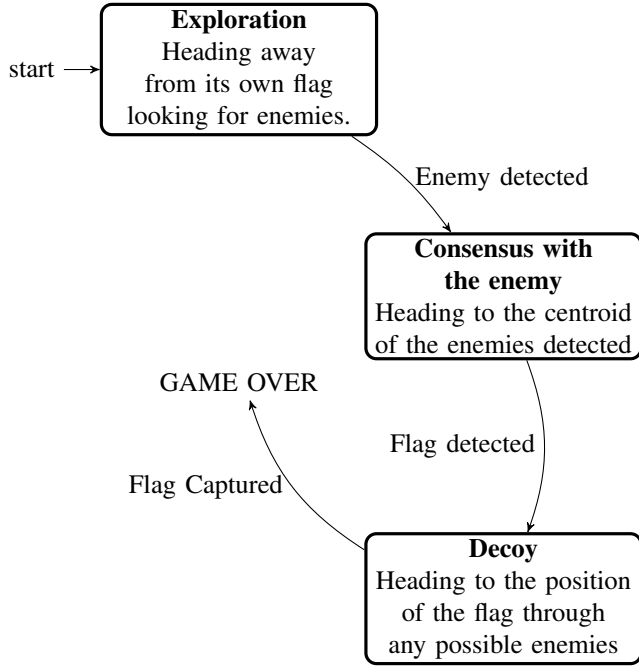 Exploration
start
Heading away
from its own flag
looking for enemies.
Enemy detected
Consensus with
the enemy
Heading to the centroid
of the enemies detected
GAME OVER
Flag detected
Flag Captured
Decoy
Heading to the position
of the flag through
any possible enemies